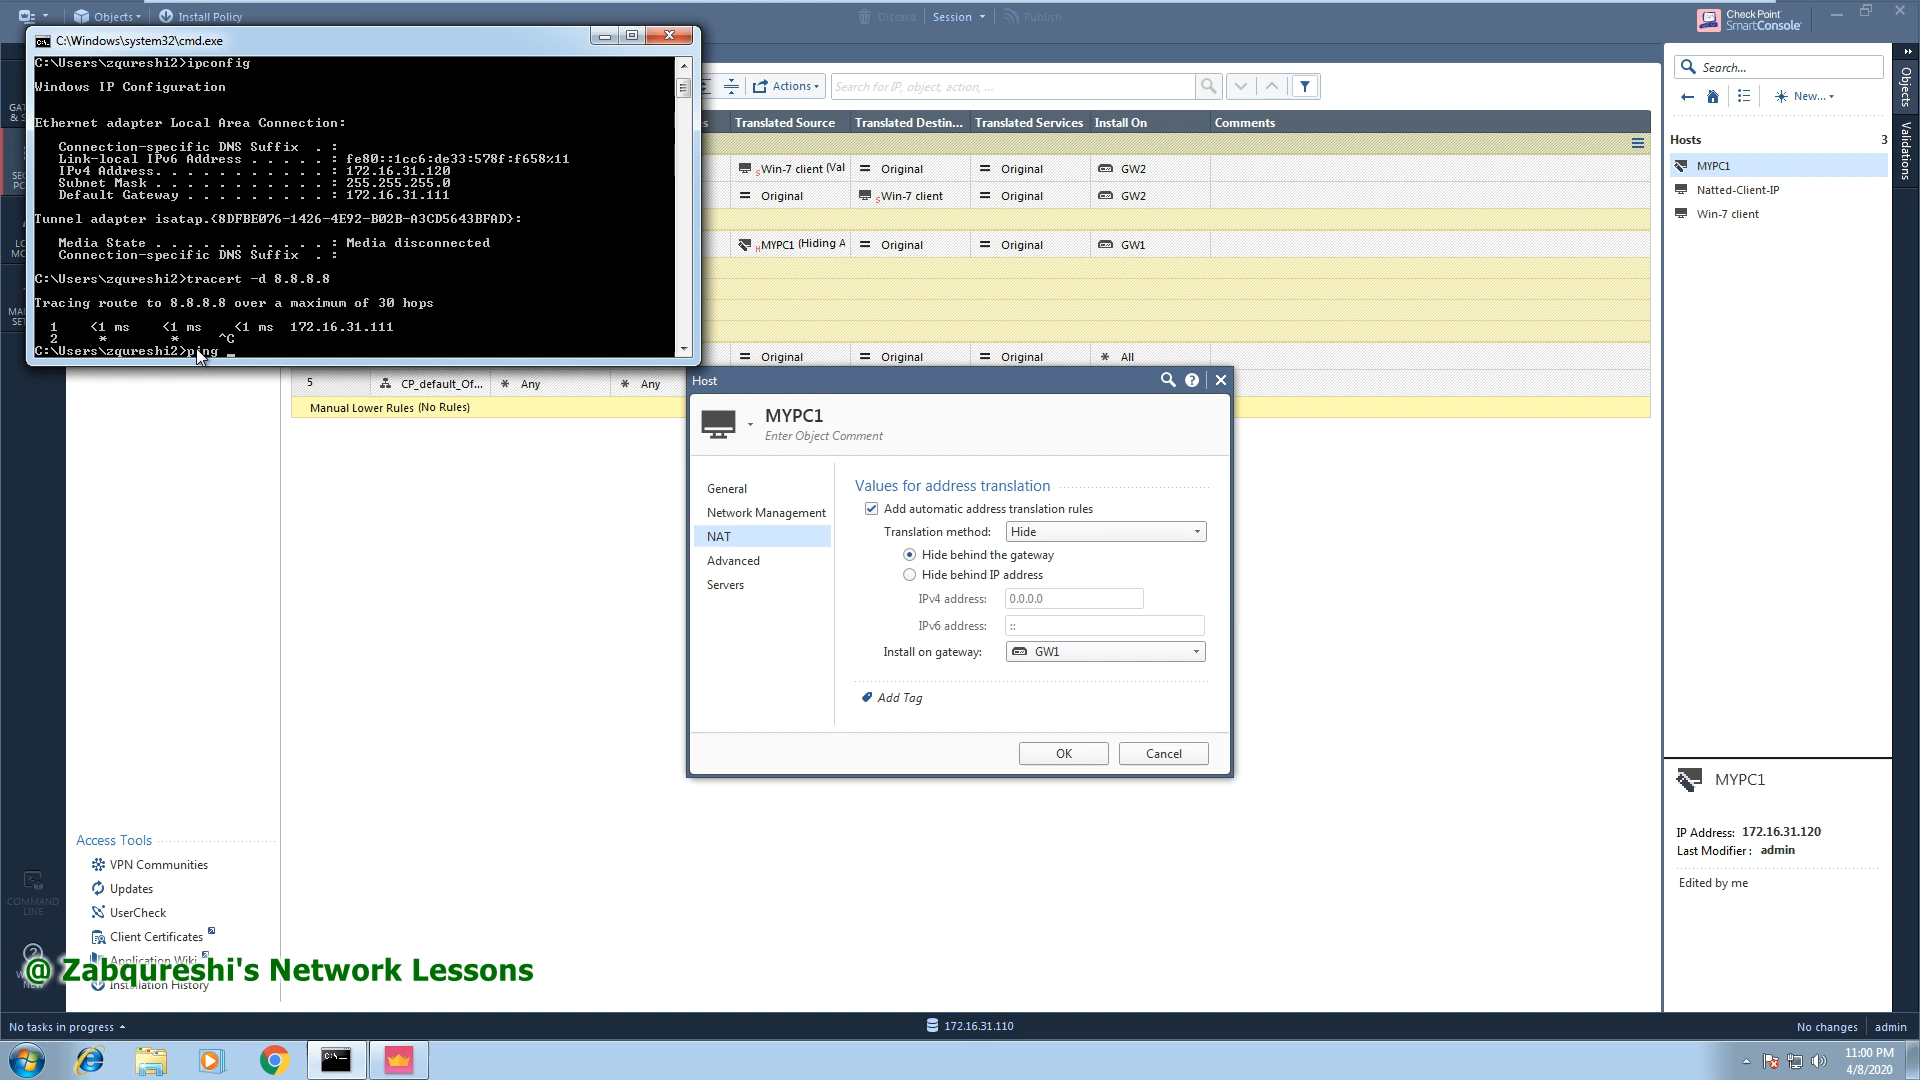 Objects
Install Policy
Discard
Session
Publish
Check Point
SmartConsole
C:\Windows\system32\cmd.exe
C:\Users\zqureshi2>ipconfig
Windows IP Configuration
Ethernet adapter Local Area Connection:
Connection-specific DNS Suffix  . :
Link-local IPv6 Address . . . . . : fe80::1cc6:de33:578f:f658%11
IPv4 Address. . . . . . . . . . . : 172.16.31.120
Subnet Mask . . . . . . . . . . . : 255.255.255.0
Default Gateway . . . . . . . . . : 172.16.31.111
Tunnel adapter isatap.{8DFBE076-1426-4E92-B02B-A3CD5643BFAD}:
Media State . . . . . . . . . . . : Media disconnected
Connection-specific DNS Suffix  . :
C:\Users\zqureshi2>tracert -d 8.8.8.8
Tracing route to 8.8.8.8 over a maximum of 30 hops
1    <1 ms    <1 ms    <1 ms  172.16.31.111
2     *        *     ^C
C:\Users\zqureshi2>ping _
Actions
Search for IP, object, action, ...
Translated Source Translated Destin... Translated Services Install On Comments
Win-7 client (Val = Original = Original GW2
= Original Win-7 client = Original GW2
MYPC1 (Hiding A = Original = Original GW1
= Original = Original = Original * All
5 CP_default_Of... * Any * Any
Manual Lower Rules (No Rules)
Host
MYPC1
Enter Object Comment
General
Network Management
NAT
Advanced
Servers
Values for address translation
Add automatic address translation rules
Translation method: Hide
Hide behind the gateway
Hide behind IP address
IPv4 address: 0.0.0.0
IPv6 address: ::
Install on gateway: GW1
Add Tag
OK Cancel
Search...
New...
Hosts 3
MYPC1
Natted-Client-IP
Win-7 client
Objects
Validations
MYPC1
IP Address: 172.16.31.120
Last Modifier: admin
Edited by me
Access Tools
VPN Communities
Updates
UserCheck
Client Certificates
Application Wiki
Installation History
COMMAND
LINE
@ Zabqureshi's Network Lessons
No tasks in progress
172.16.31.110
No changes admin
11:00 PM
4/8/2020